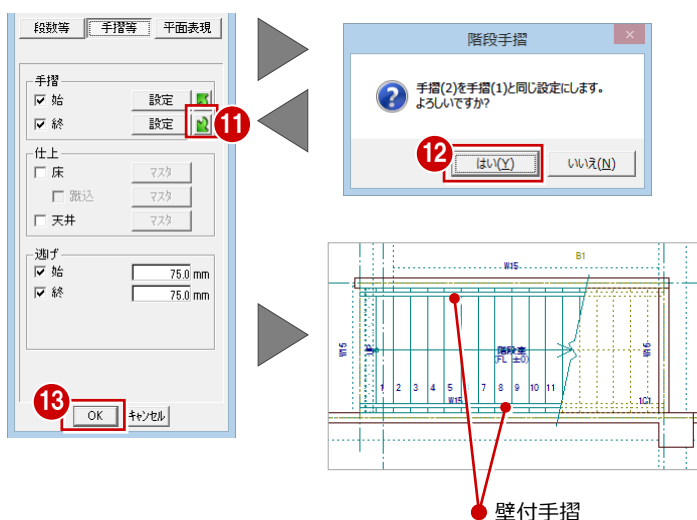 段数等 手摺等 平面表現
手摺
始 設定
終 設定
11
仕上
床 マスタ
蹴込 マスタ
天井 マスタ
逃げ
始 75.0 mm
終 75.0 mm
13
OK キャンセル
階段手摺
手摺(2)を手摺(1)と同じ設定にします。
よろしいですか?
12
はい(Y) いいえ(N)
B1
W15
W15 UP 階段室 W15
(FL ±0)
1 2 3 4 5 7 8 9 10 11
W15 1G1
壁付手摺